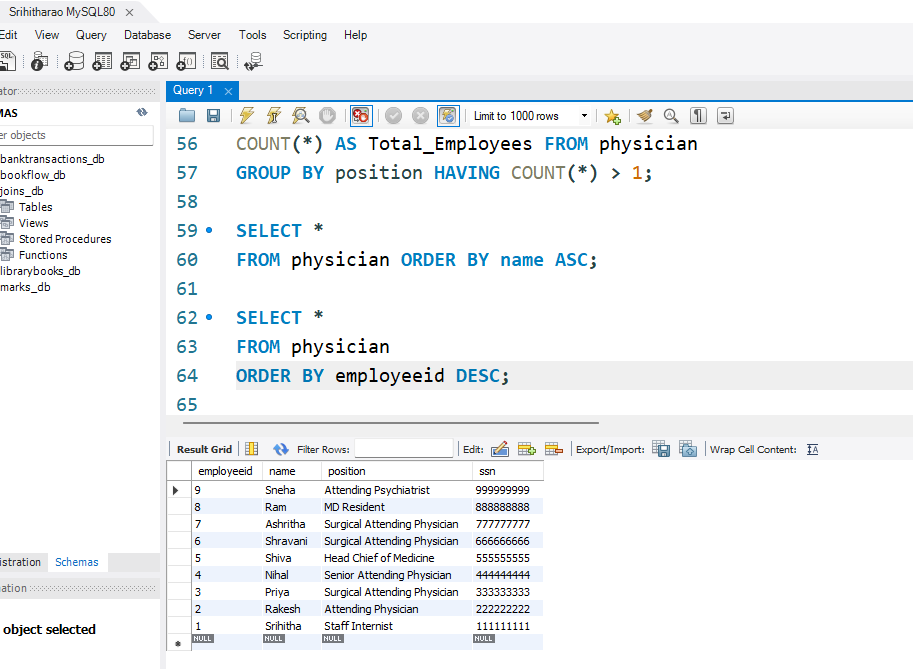 Srihitharao MySQL80 ×
Edit View Query Database Server Tools Scripting Help
ator
Query 1 ×
MAS
Limit to 1000 rows
er objects
banktransactions_db
bookflow_db
joins_db
Tables
Views
Stored Procedures
Functions
librarybooks_db
marks_db
56 COUNT(*) AS Total_Employees FROM physician
57 GROUP BY position HAVING COUNT(*) > 1;
58
59 SELECT *
60 FROM physician ORDER BY name ASC;
61
62 SELECT *
63 FROM physician
64 ORDER BY employeeid DESC;
65
Result Grid Filter Rows: Edit: Export/Import: Wrap Cell Content:
employeeid name position ssn
9 Sneha Attending Psychiatrist 999999999
8 Ram MD Resident 888888888
7 Ashritha Surgical Attending Physician 777777777
6 Shravani Surgical Attending Physician 666666666
5 Shiva Head Chief of Medicine 555555555
4 Nihal Senior Attending Physician 444444444
3 Priya Surgical Attending Physician 333333333
2 Rakesh Attending Physician 222222222
1 Srihitha Staff Internist 111111111
NULL NULL NULL NULL
istration Schemas
nation
object selected